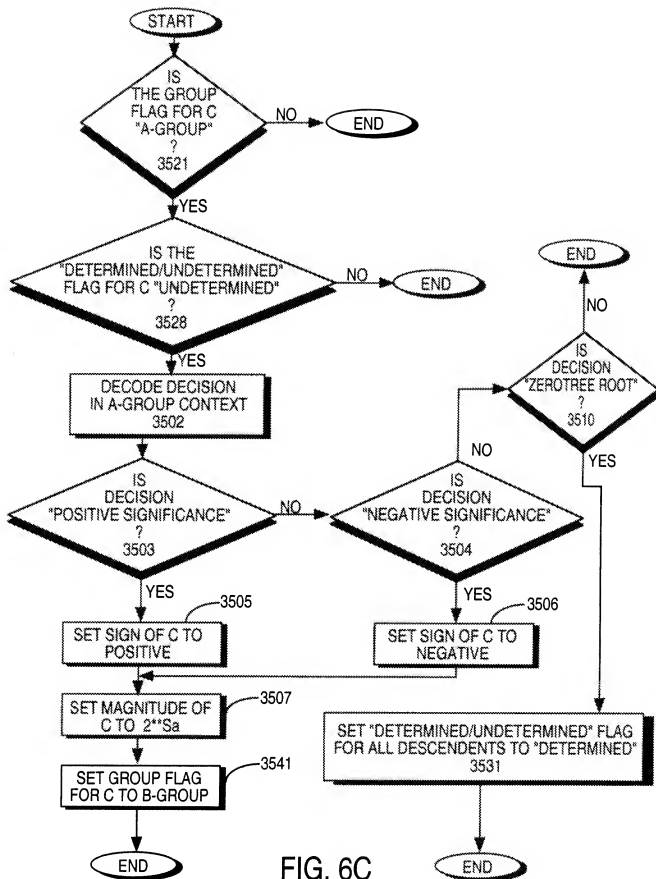 START
IS
THE GROUP
FLAG FOR C
"A-GROUP"
?
3521
NO
END
YES
IS THE
"DETERMINED/UNDETERMINED"
FLAG FOR C "UNDETERMINED"
?
3528
NO
END
YES
DECODE DECISION
IN A-GROUP CONTEXT
3502
END
NO
IS
DECISION
"ZEROTREE ROOT"
?
3510
YES
IS
DECISION
"POSITIVE SIGNIFICANCE"
?
3503
NO
IS
DECISION
"NEGATIVE SIGNIFICANCE"
?
3504
NO
YES
3505
SET SIGN OF C TO
POSITIVE
YES
3506
SET SIGN OF C TO
NEGATIVE
SET MAGNITUDE OF
C TO 2**Sa
3507
SET GROUP FLAG
FOR C TO B-GROUP
3541
SET "DETERMINED/UNDETERMINED" FLAG
FOR ALL DESCENDENTS TO "DETERMINED"
3531
END
END
FIG. 6C